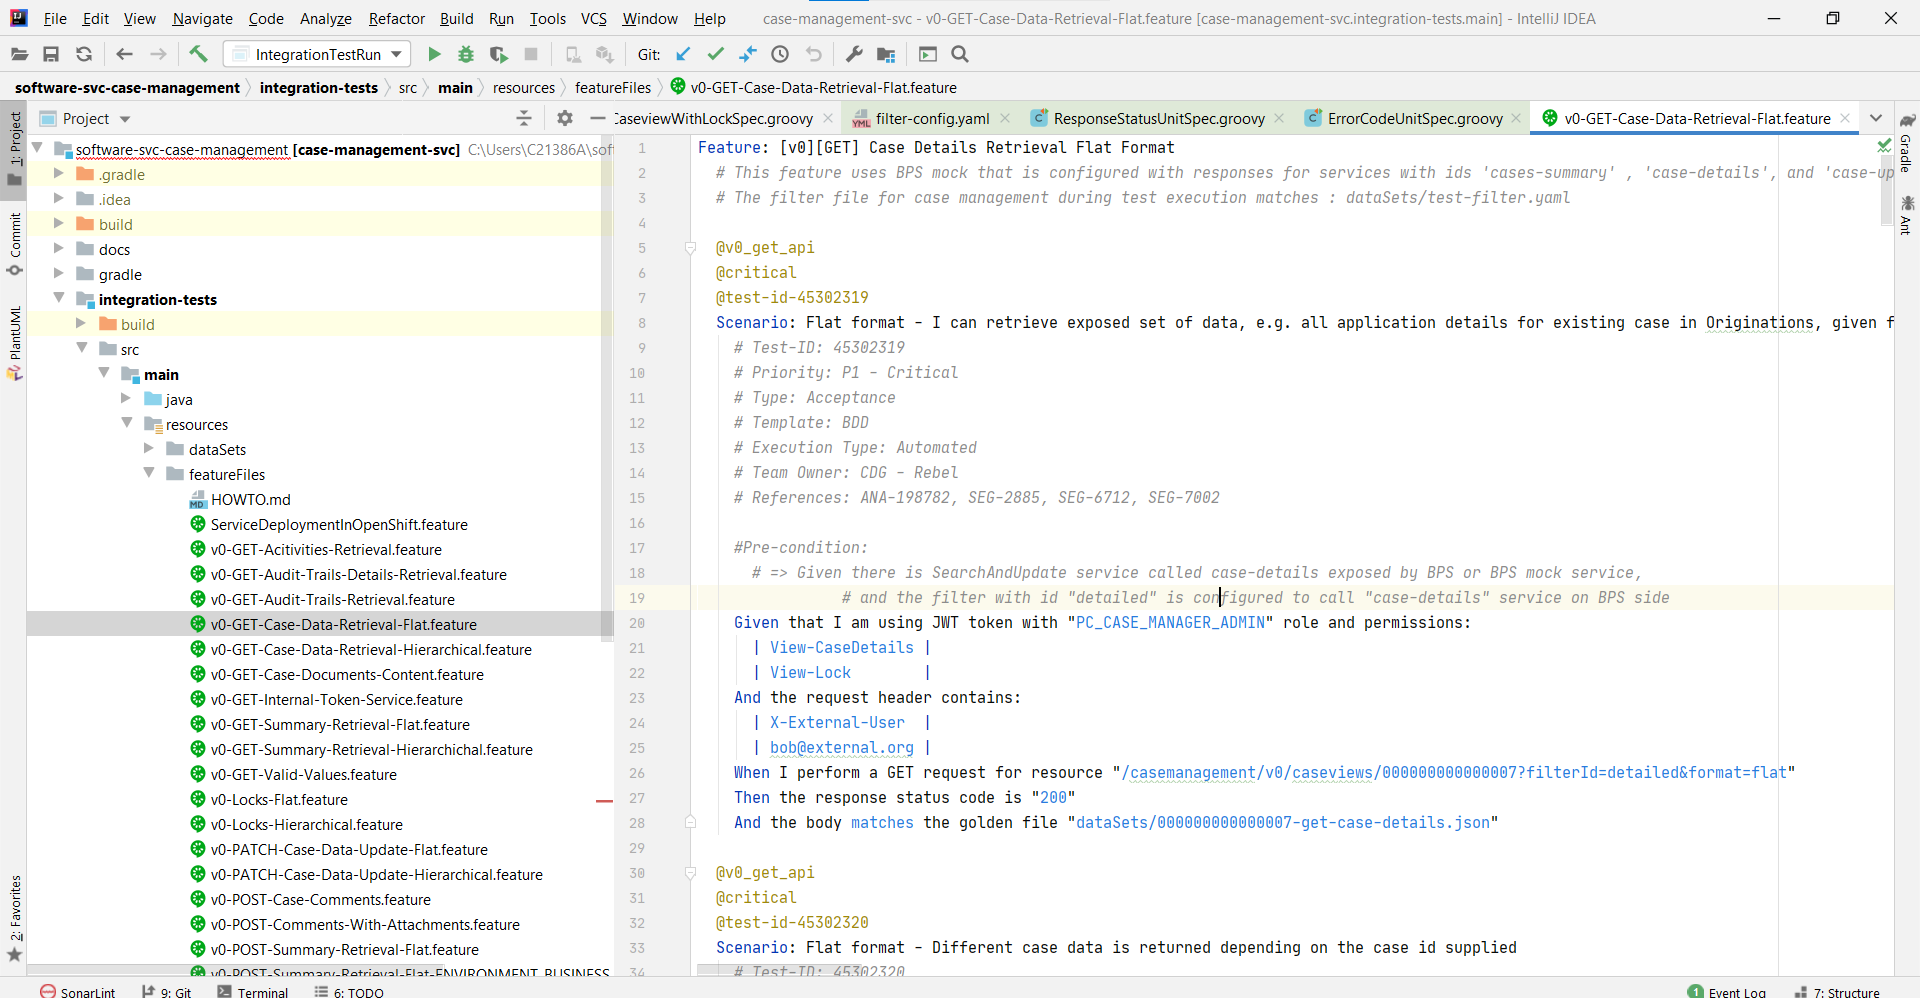 File Edit View Navigate Code Analyze Refactor Build Run Tools VCS Window Help case-management-svc - v0-GET-Case-Data-Retrieval-Flat.feature [case-management-svc.integration-tests.main] - IntelliJ IDEA
IntegrationTestRun Git:
software-svc-case-management integration-tests src main resources featureFiles v0-GET-Case-Data-Retrieval-Flat.feature
Project
CaseviewWithLockSpec.groovy filter-config.yaml ResponseStatusUnitSpec.groovy ErrorCodeUnitSpec.groovy v0-GET-Case-Data-Retrieval-Flat.feature
1: Project
Commit
PlantUML
2: Favorites
software-svc-case-management [case-management-svc] C:\Users\C21386A\sof
.gradle
.idea
build
docs
gradle
integration-tests
build
src
main
java
resources
dataSets
featureFiles
HOWTO.md
ServiceDeploymentInOpenShift.feature
v0-GET-Acitivities-Retrieval.feature
v0-GET-Audit-Trails-Details-Retrieval.feature
v0-GET-Audit-Trails-Retrieval.feature
v0-GET-Case-Data-Retrieval-Flat.feature
v0-GET-Case-Data-Retrieval-Hierarchical.feature
v0-GET-Case-Documents-Content.feature
v0-GET-Internal-Token-Service.feature
v0-GET-Summary-Retrieval-Flat.feature
v0-GET-Summary-Retrieval-Hierarchichal.feature
v0-GET-Valid-Values.feature
v0-Locks-Flat.feature
v0-Locks-Hierarchical.feature
v0-PATCH-Case-Data-Update-Flat.feature
v0-PATCH-Case-Data-Update-Hierarchical.feature
v0-POST-Case-Comments.feature
v0-POST-Comments-With-Attachments.feature
v0-POST-Summary-Retrieval-Flat.feature
v0-POST-Summary-Retrieval-Flat-ENVIRONMENT_BUSINESS
1 Feature: [v0][GET] Case Details Retrieval Flat Format
2 # This feature uses BPS mock that is configured with responses for services with ids 'cases-summary' , 'case-details', and 'case-up
3 # The filter file for case management during test execution matches : dataSets/test-filter.yaml
4
5 @v0_get_api
6 @critical
7 @test-id-45302319
8 Scenario: Flat format - I can retrieve exposed set of data, e.g. all application details for existing case in Originations, given f
9 # Test-ID: 45302319
10 # Priority: P1 - Critical
11 # Type: Acceptance
12 # Template: BDD
13 # Execution Type: Automated
14 # Team Owner: CDG - Rebel
15 # References: ANA-198782, SEG-2885, SEG-6712, SEG-7002
16
17 #Pre-condition:
18 # => Given there is SearchAndUpdate service called case-details exposed by BPS or BPS mock service,
19 # and the filter with id "detailed" is configured to call "case-details" service on BPS side
20 Given that I am using JWT token with "PC_CASE_MANAGER_ADMIN" role and permissions:
21 | View-CaseDetails |
22 | View-Lock |
23 And the request header contains:
24 | X-External-User |
25 | bob@external.org |
26 When I perform a GET request for resource "/casemanagement/v0/caseviews/000000000000007?filterId=detailed&format=flat"
27 Then the response status code is "200"
28 And the body matches the golden file "dataSets/000000000000007-get-case-details.json"
29
30 @v0_get_api
31 @critical
32 @test-id-45302320
33 Scenario: Flat format - Different case data is returned depending on the case id supplied
34 # Test-ID: 45302320
Gradle
Ant
SonarLint 9: Git Terminal 6: TODO 1 Event Log 7: Structure